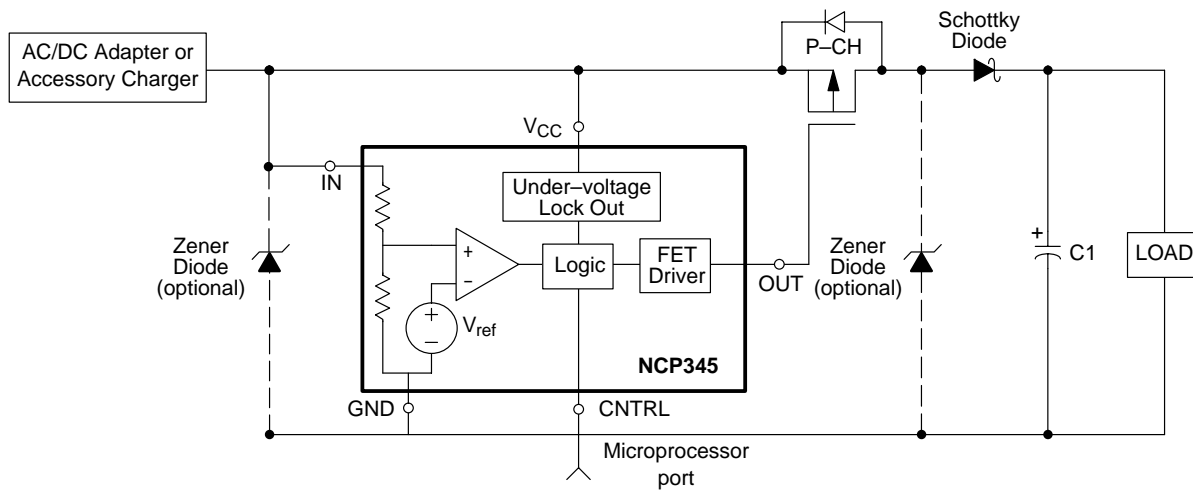 AC/DC Adapter or
Accessory Charger
P–CH
Schottky
Diode
VCC
IN
Under–voltage
Lock Out
Zener
Diode
(optional)
+
–
Logic
FET
Driver
OUT
Zener
Diode
(optional)
+
C1
LOAD
+
–
Vref
NCP345
GND
CNTRL
Microprocessor
port